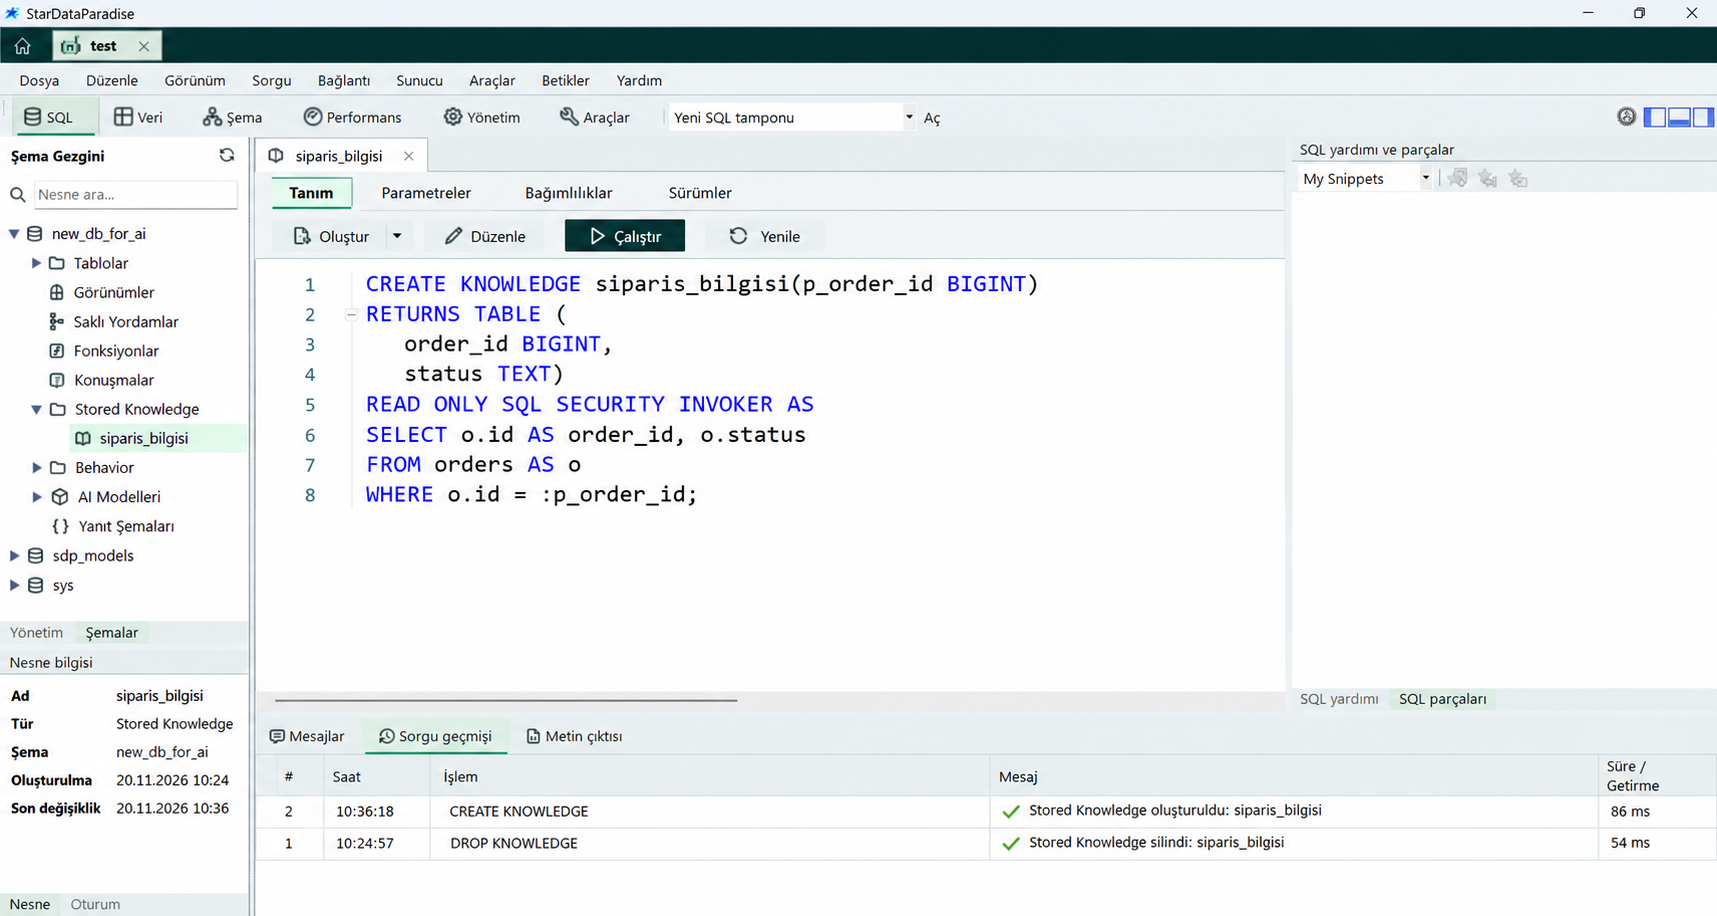 StarDataParadise
test
Dosya Düzenle Görünüm Sorgu Bağlantı Sunucu Araçlar Betikler Yardım
SQL Veri Şema Performans Yönetim Araçlar Yeni SQL tamponu Aç
Şema Gezgini
Nesne ara...
new_db_for_ai
Tablolar
Görünümler
Saklı Yordamlar
Fonksiyonlar
Konuşmalar
Stored Knowledge
siparis_bilgisi
Behavior
AI Modelleri
{} Yanıt Şemaları
sdp_models
sys
Yönetim Şemalar
Nesne bilgisi
Ad siparis_bilgisi
Tür Stored Knowledge
Şema new_db_for_ai
Oluşturulma 20.11.2026 10:24
Son değişiklik 20.11.2026 10:36
Nesne Oturum
siparis_bilgisi
Tanım Parametreler Bağımlılıklar Sürümler
Oluştur Düzenle Çalıştır Yenile
1 CREATE KNOWLEDGE siparis_bilgisi(p_order_id BIGINT)
2 RETURNS TABLE (
3 order_id BIGINT,
4 status TEXT)
5 READ ONLY SQL SECURITY INVOKER AS
6 SELECT o.id AS order_id, o.status
7 FROM orders AS o
8 WHERE o.id = :p_order_id;
SQL yardımı ve parçalar
My Snippets
SQL yardımı SQL parçaları
Mesajlar Sorgu geçmişi Metin çıktısı
# Saat İşlem Mesaj Süre /
Getirme
2 10:36:18 CREATE KNOWLEDGE Stored Knowledge oluşturuldu: siparis_bilgisi 86 ms
1 10:24:57 DROP KNOWLEDGE Stored Knowledge silindi: siparis_bilgisi 54 ms